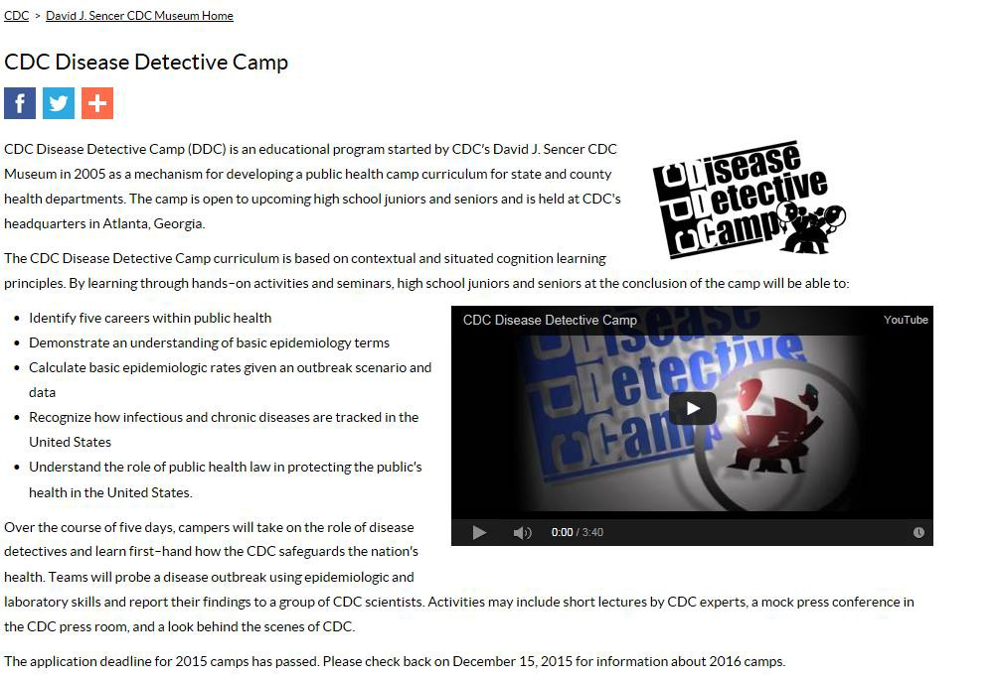 CDC > David J. Sencer CDC Museum Home
CDC Disease Detective Camp
CDC Disease Detective Camp (DDC) is an educational program started by CDC's David J. Sencer CDC
Museum in 2005 as a mechanism for developing a public health camp curriculum for state and county
health departments. The camp is open to upcoming high school juniors and seniors and is held at CDC's
headquarters in Atlanta, Georgia.
CDC
Disease
Detective
Camp
The CDC Disease Detective Camp curriculum is based on contextual and situated cognition learning
principles. By learning through hands-on activities and seminars, high school juniors and seniors at the conclusion of the camp will be able to:
• Identify five careers within public health
• Demonstrate an understanding of basic epidemiology terms
• Calculate basic epidemiologic rates given an outbreak scenario and
data
• Recognize how infectious and chronic diseases are tracked in the
United States
• Understand the role of public health law in protecting the public's
health in the United States.
CDC Disease Detective Camp YouTube
CDC
Disease
Detective
Camp
0:00 / 3:40
Over the course of five days, campers will take on the role of disease
detectives and learn first-hand how the CDC safeguards the nation's
health. Teams will probe a disease outbreak using epidemiologic and
laboratory skills and report their findings to a group of CDC scientists. Activities may include short lectures by CDC experts, a mock press conference in
the CDC press room, and a look behind the scenes of CDC.
The application deadline for 2015 camps has passed. Please check back on December 15, 2015 for information about 2016 camps.